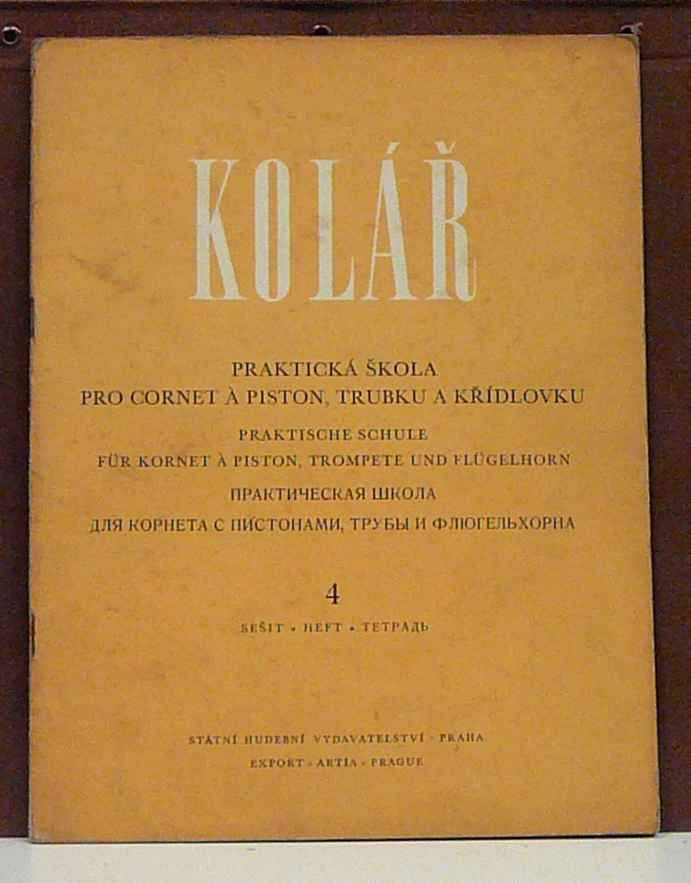 KOLÁŘ
PRAKTICKÁ ŠKOLA
PRO CORNET À PISTON, TRUBKU A KŘÍDLOVKU
PRAKTISCHE SCHULE
FÜR KORNET À PISTON, TROMPETE UND FLÜGELHORN
ПРАКТИЧЕСКАЯ ШКОЛА
ДЛЯ КОРНЕТА С ПИСТОНАМИ, ТРУБЫ И ФЛЮГЕЛЬХОРНА
4
SEŠIT • HEFT • ТЕТРАДЬ
STÁTNÍ HUDEBNÍ VYDAVATELSTVÍ · PRAHA
EXPORT · ARTIA · PRAGUE